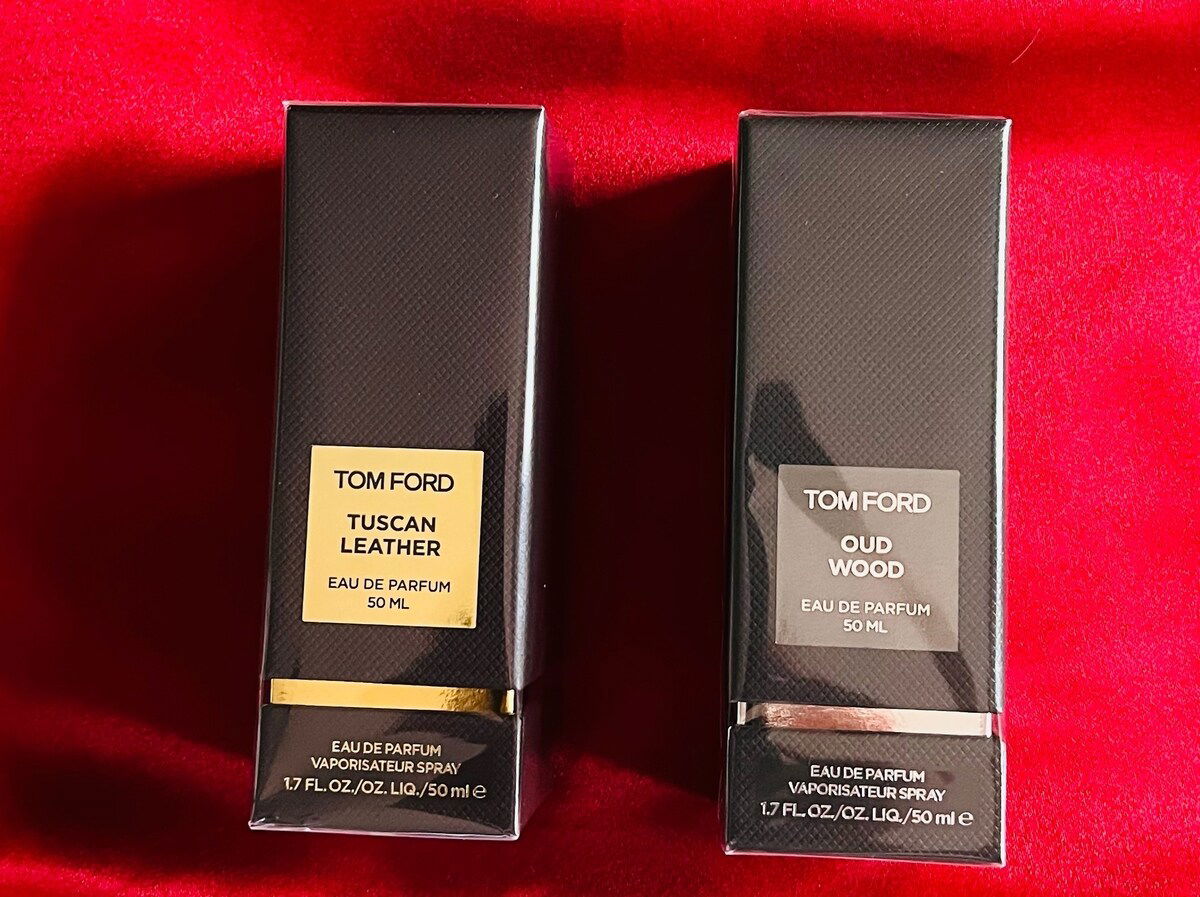 TOM FORD
TUSCAN
LEATHER
EAU DE PARFUM
50 ML
EAU DE PARFUM
VAPORISATEUR SPRAY
1.7 FL. OZ./OZ. LIQ./50 ml e
TOM FORD
OUD
WOOD
EAU DE PARFUM
50 ML
EAU DE PARFUM
VAPORISATEUR SPRAY
1.7 FL. OZ./OZ. LIQ./50 ml e